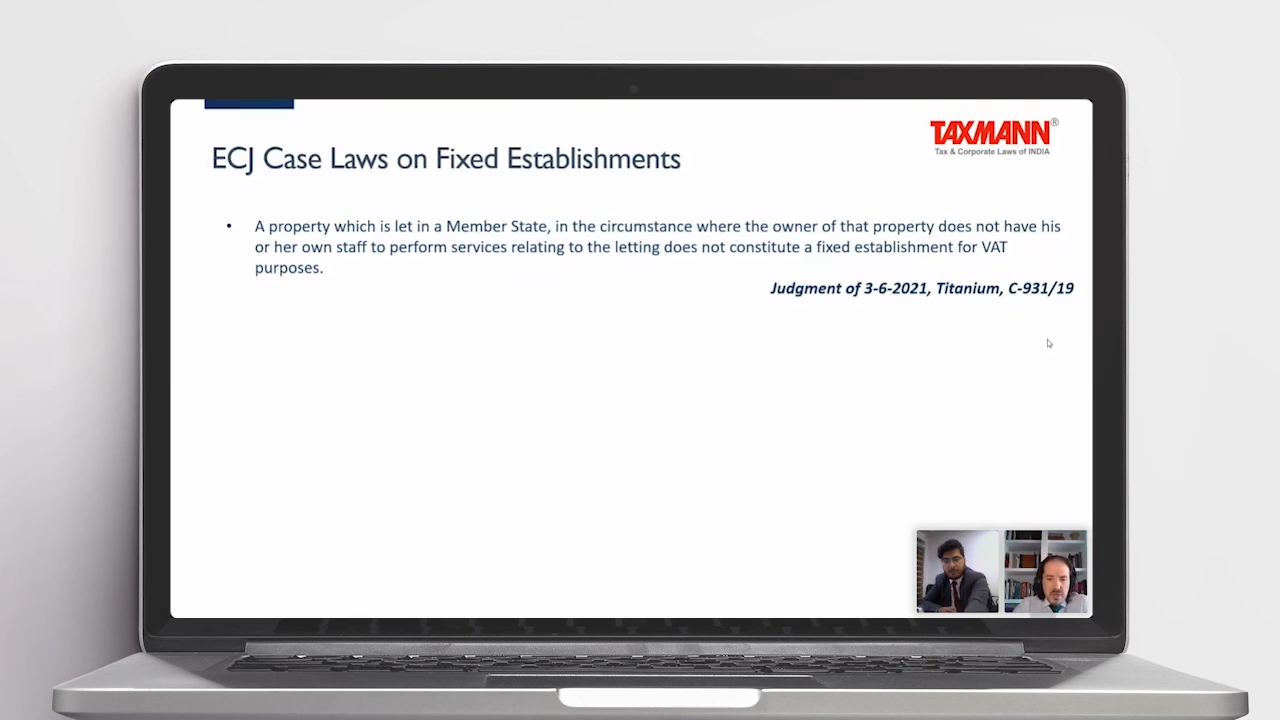 TAXMANN®
Tax & Corporate Laws of INDIA
ECJ Case Laws on Fixed Establishments
• A property which is let in a Member State, in the circumstance where the owner of that property does not have his
or her own staff to perform services relating to the letting does not constitute a fixed establishment for VAT
purposes.
Judgment of 3-6-2021, Titanium, C-931/19